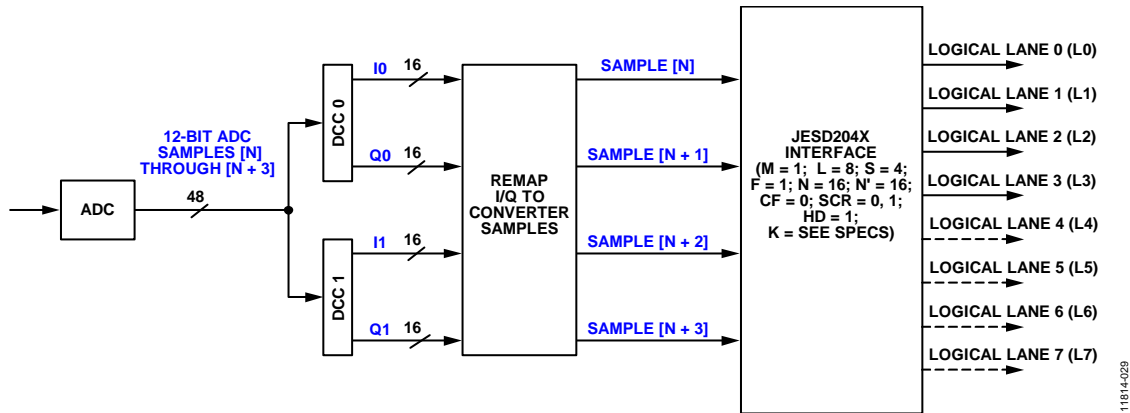 12-BIT ADC
SAMPLES [N]
THROUGH [N + 3]
ADC
48
DCC 0
DCC 1
I0
16
Q0
16
I1
16
Q1
16
REMAP
I/Q TO
CONVERTER
SAMPLES
SAMPLE [N]
SAMPLE [N + 1]
SAMPLE [N + 2]
SAMPLE [N + 3]
JESD204X
INTERFACE
(M = 1; L = 8; S = 4;
F = 1; N = 16; N' = 16;
CF = 0; SCR = 0, 1;
HD = 1;
K = SEE SPECS)
LOGICAL LANE 0 (L0)
LOGICAL LANE 1 (L1)
LOGICAL LANE 2 (L2)
LOGICAL LANE 3 (L3)
LOGICAL LANE 4 (L4)
LOGICAL LANE 5 (L5)
LOGICAL LANE 6 (L6)
LOGICAL LANE 7 (L7)
11814-029